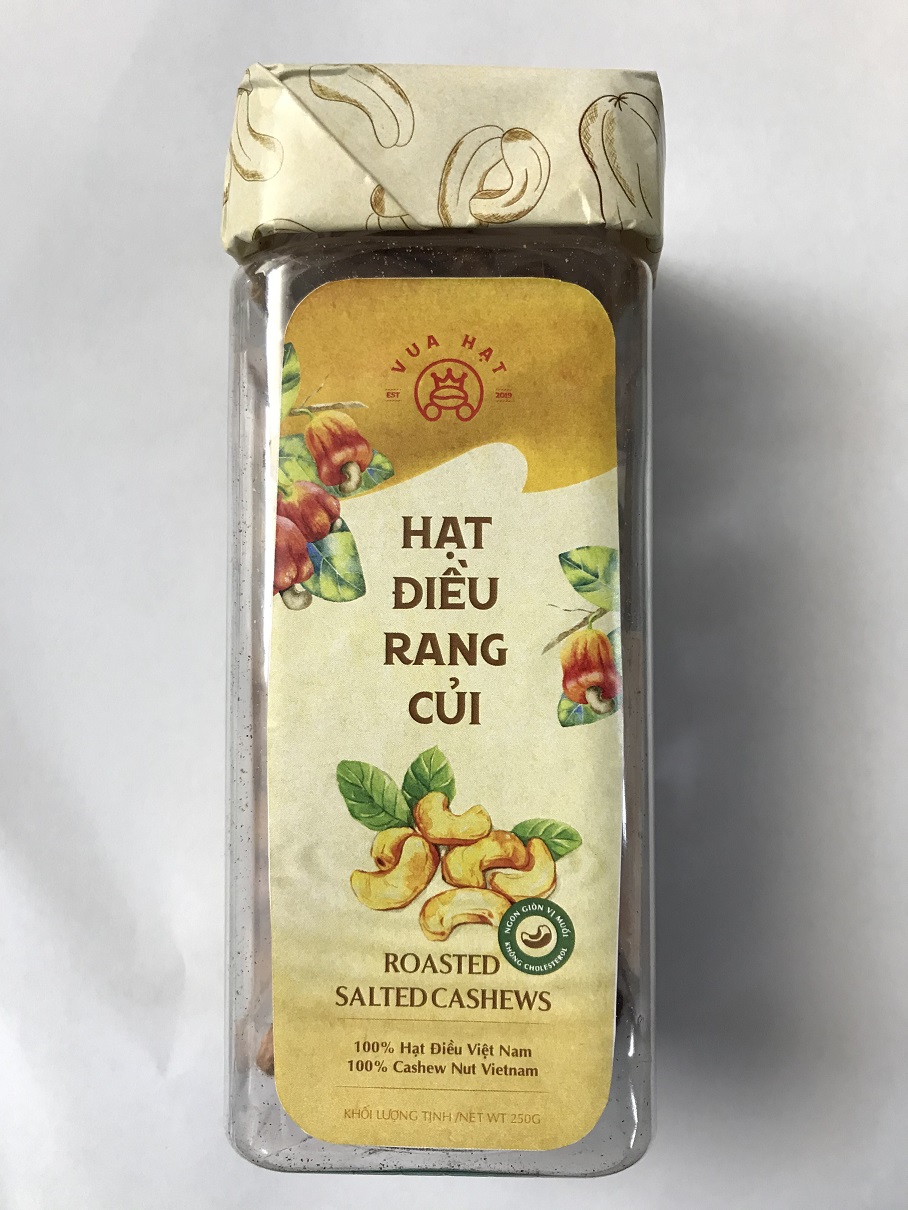 VUA HẠT
EST 2019
HẠT
ĐIỀU
RANG
CỦI
NGON GIÒN VỊ MUỐI
KHÔNG CHOLESTEROL
ROASTED
SALTED CASHEWS
100% Hạt Điều Việt Nam
100% Cashew Nut Vietnam
KHỐI LƯỢNG TỊNH /NET WT 250G